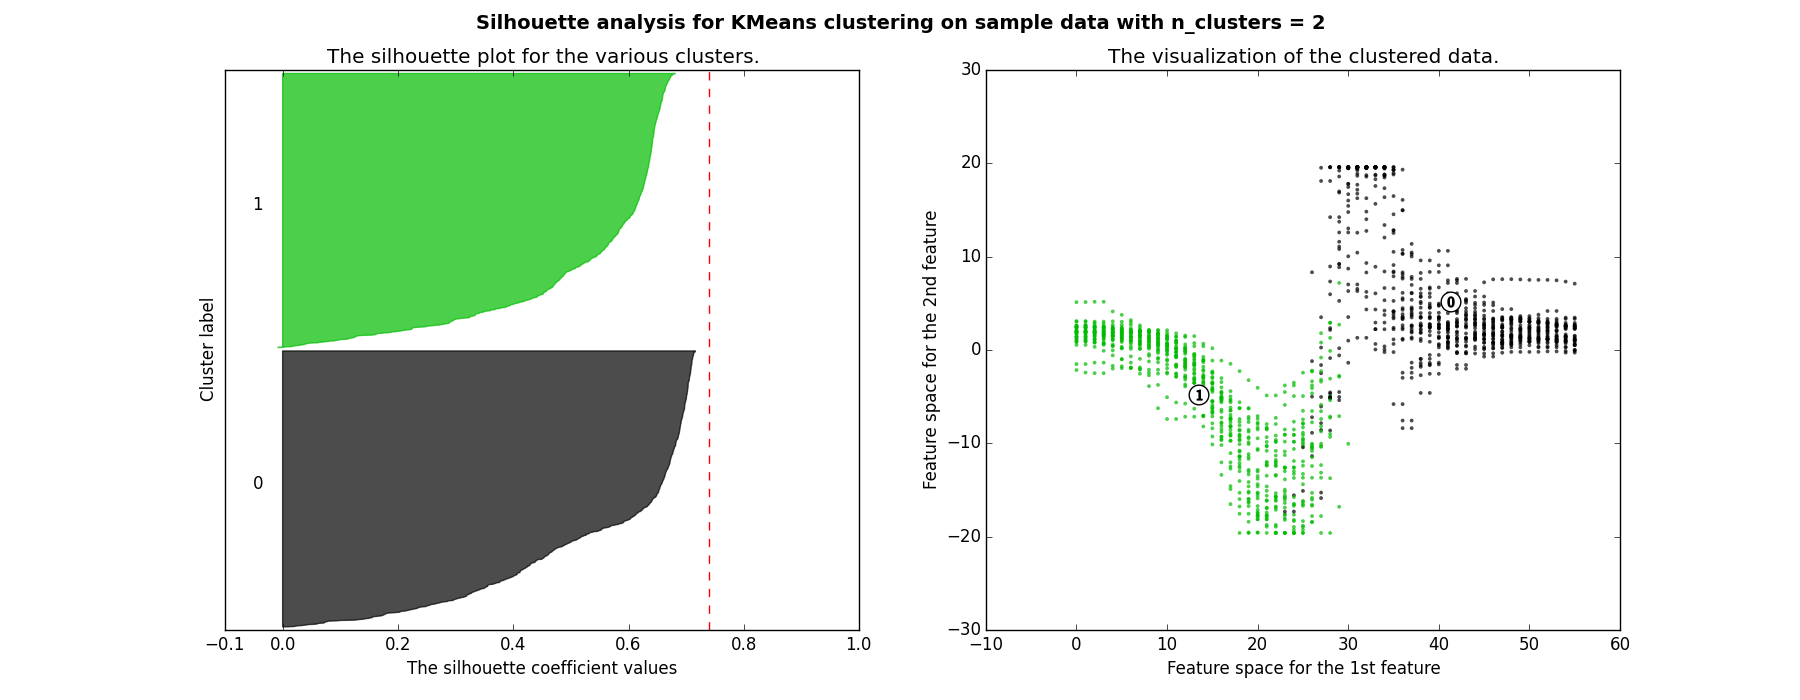 Silhouette analysis for KMeans clustering on sample data with n_clusters = 2
The silhouette plot for the various clusters.
Cluster label
1
0
−0.1 0.0 0.2 0.4 0.6 0.8 1.0
The silhouette coefficient values
The visualization of the clustered data.
Feature space for the 2nd feature
30
20
10
0
−10
−20
−30
0
1
−10 0 10 20 30 40 50 60
Feature space for the 1st feature